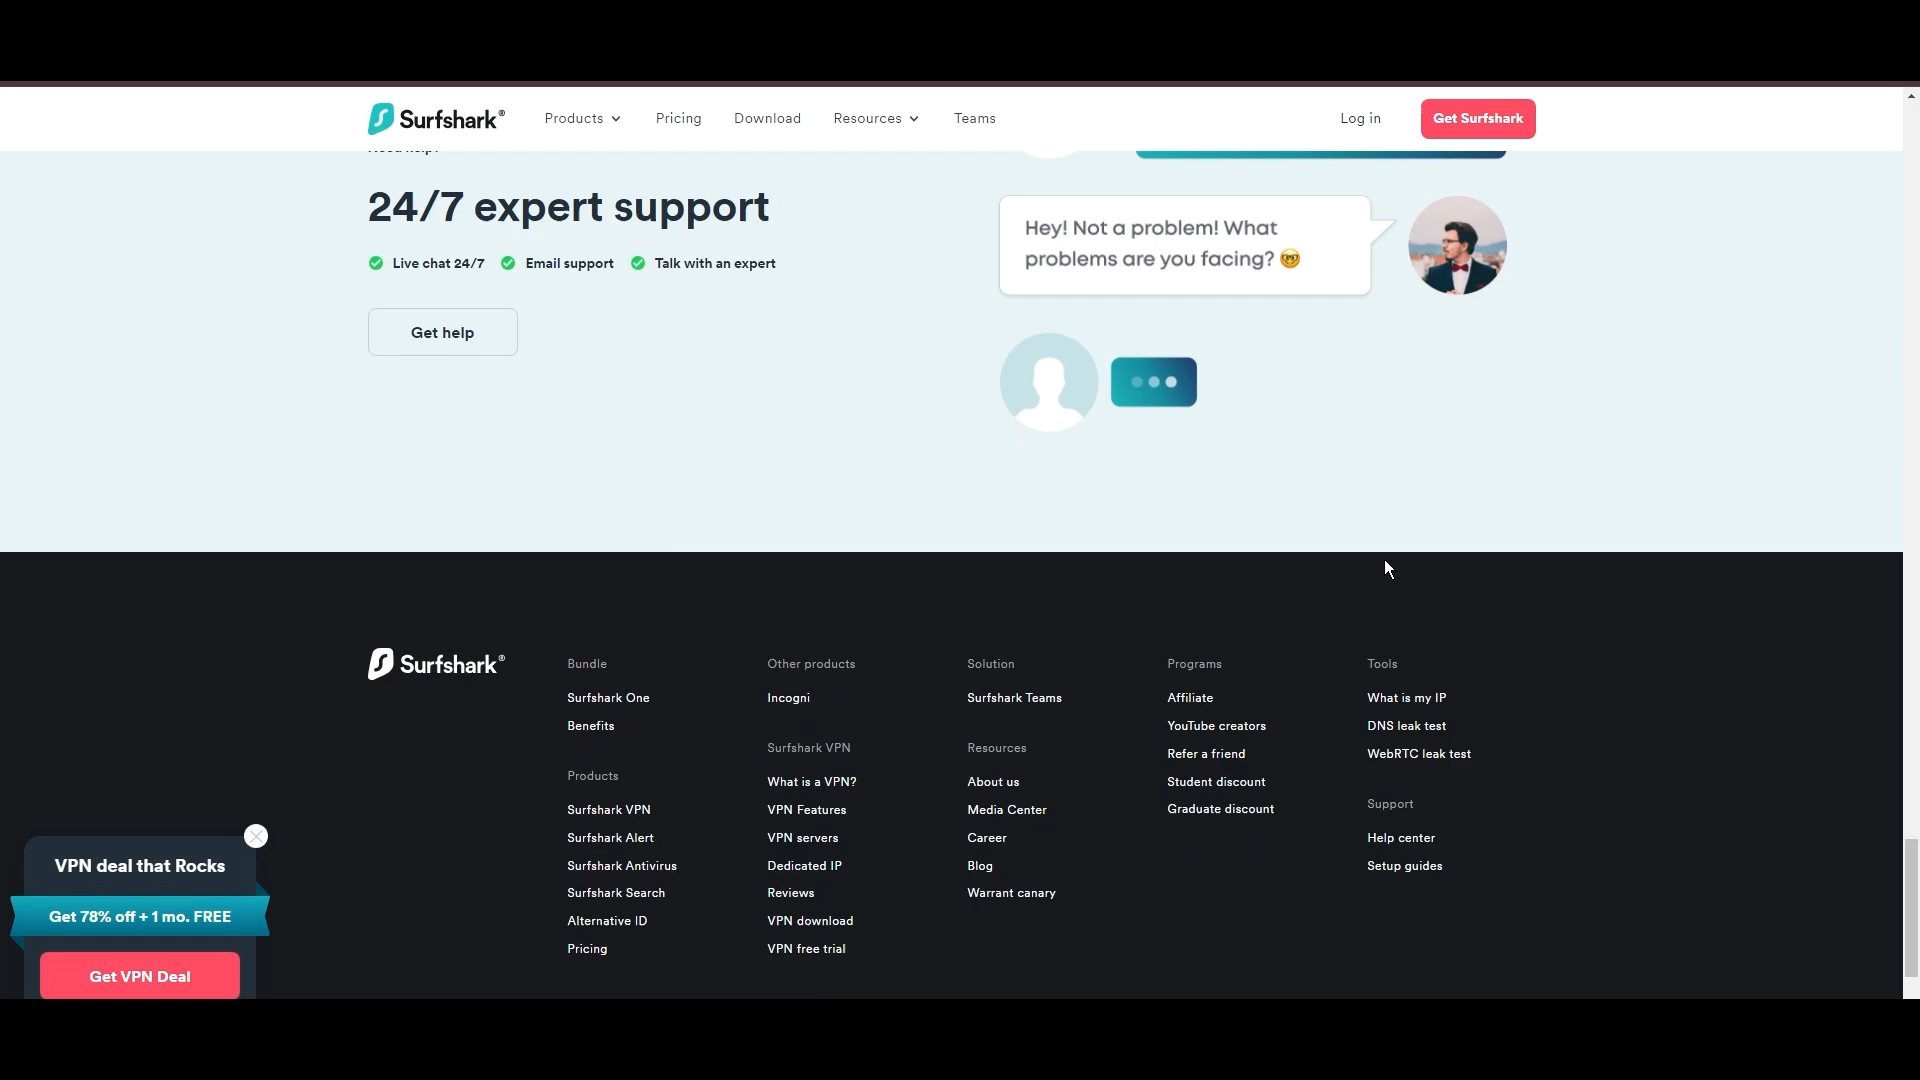 Surfshark®
Products
Pricing
Download
Resources
Teams
Log in
Get Surfshark
24/7 expert support
Live chat 24/7
Email support
Talk with an expert
Get help
Hey! Not a problem! What
problems are you facing? 🤓
Surfshark®
Bundle
Surfshark One
Benefits
Products
Surfshark VPN
Surfshark Alert
Surfshark Antivirus
Surfshark Search
Alternative ID
Pricing
Other products
Incogni
Surfshark VPN
What is a VPN?
VPN Features
VPN servers
Dedicated IP
Reviews
VPN download
VPN free trial
Solution
Surfshark Teams
Resources
About us
Media Center
Career
Blog
Warrant canary
Programs
Affiliate
YouTube creators
Refer a friend
Student discount
Graduate discount
Tools
What is my IP
DNS leak test
WebRTC leak test
Support
Help center
Setup guides
VPN deal that Rocks
Get 78% off + 1 mo. FREE
Get VPN Deal